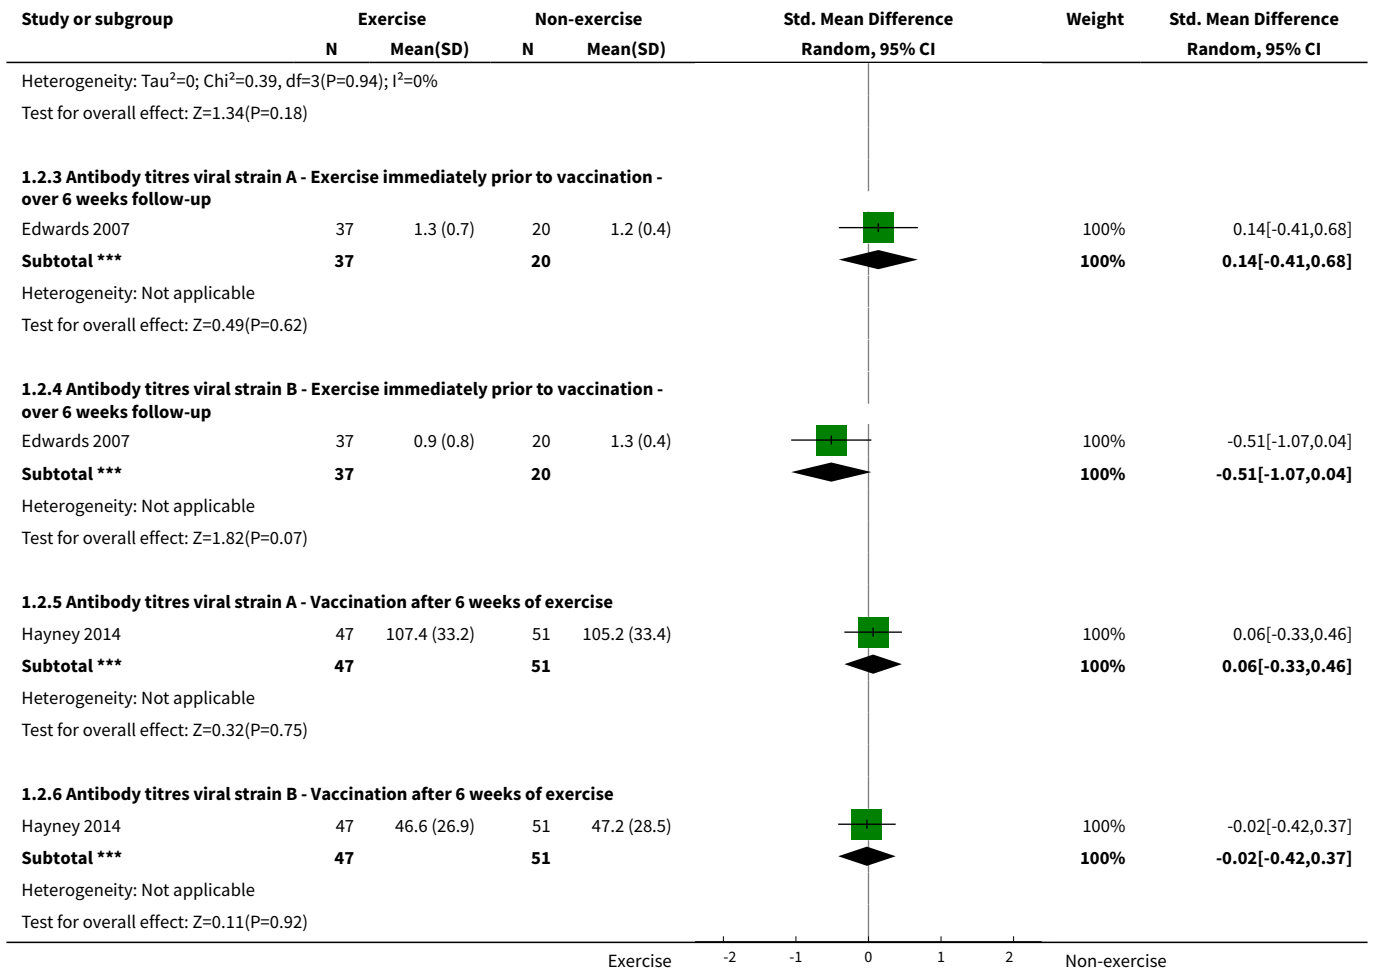 Study or subgroup Exercise Non-exercise Std. Mean Difference Weight Std. Mean Difference
N Mean(SD) N Mean(SD) Random, 95% CI Random, 95% CI
Heterogeneity: Tau²=0; Chi²=0.39, df=3(P=0.94); I²=0%
Test for overall effect: Z=1.34(P=0.18)
1.2.3 Antibody titres viral strain A - Exercise immediately prior to vaccination -
over 6 weeks follow-up
Edwards 2007 37 1.3 (0.7) 20 1.2 (0.4) 100% 0.14[-0.41,0.68]
Subtotal *** 37 20 100% 0.14[-0.41,0.68]
Heterogeneity: Not applicable
Test for overall effect: Z=0.49(P=0.62)
1.2.4 Antibody titres viral strain B - Exercise immediately prior to vaccination -
over 6 weeks follow-up
Edwards 2007 37 0.9 (0.8) 20 1.3 (0.4) 100% -0.51[-1.07,0.04]
Subtotal *** 37 20 100% -0.51[-1.07,0.04]
Heterogeneity: Not applicable
Test for overall effect: Z=1.82(P=0.07)
1.2.5 Antibody titres viral strain A - Vaccination after 6 weeks of exercise
Hayney 2014 47 107.4 (33.2) 51 105.2 (33.4) 100% 0.06[-0.33,0.46]
Subtotal *** 47 51 100% 0.06[-0.33,0.46]
Heterogeneity: Not applicable
Test for overall effect: Z=0.32(P=0.75)
1.2.6 Antibody titres viral strain B - Vaccination after 6 weeks of exercise
Hayney 2014 47 46.6 (26.9) 51 47.2 (28.5) 100% -0.02[-0.42,0.37]
Subtotal *** 47 51 100% -0.02[-0.42,0.37]
Heterogeneity: Not applicable
Test for overall effect: Z=0.11(P=0.92)
Exercise -2 -1 0 1 2 Non-exercise